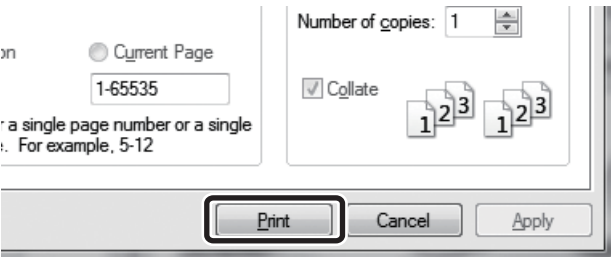 Number of copies: 1
on Current Page
1-65535
Collate
1 2 3 1 2 3
r a single page number or a single
. For example, 5-12
Print Cancel Apply